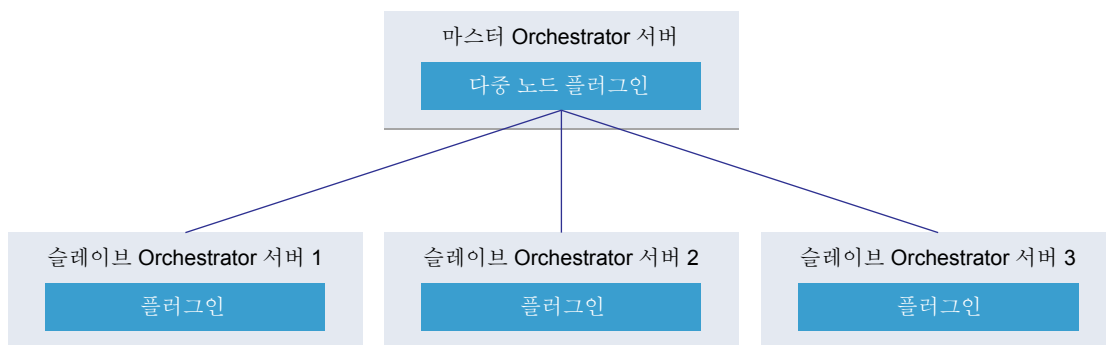 마스터 Orchestrator 서버
다중 노드 플러그인
슬레이브 Orchestrator 서버 1
플러그인
슬레이브 Orchestrator 서버 2
플러그인
슬레이브 Orchestrator 서버 3
플러그인